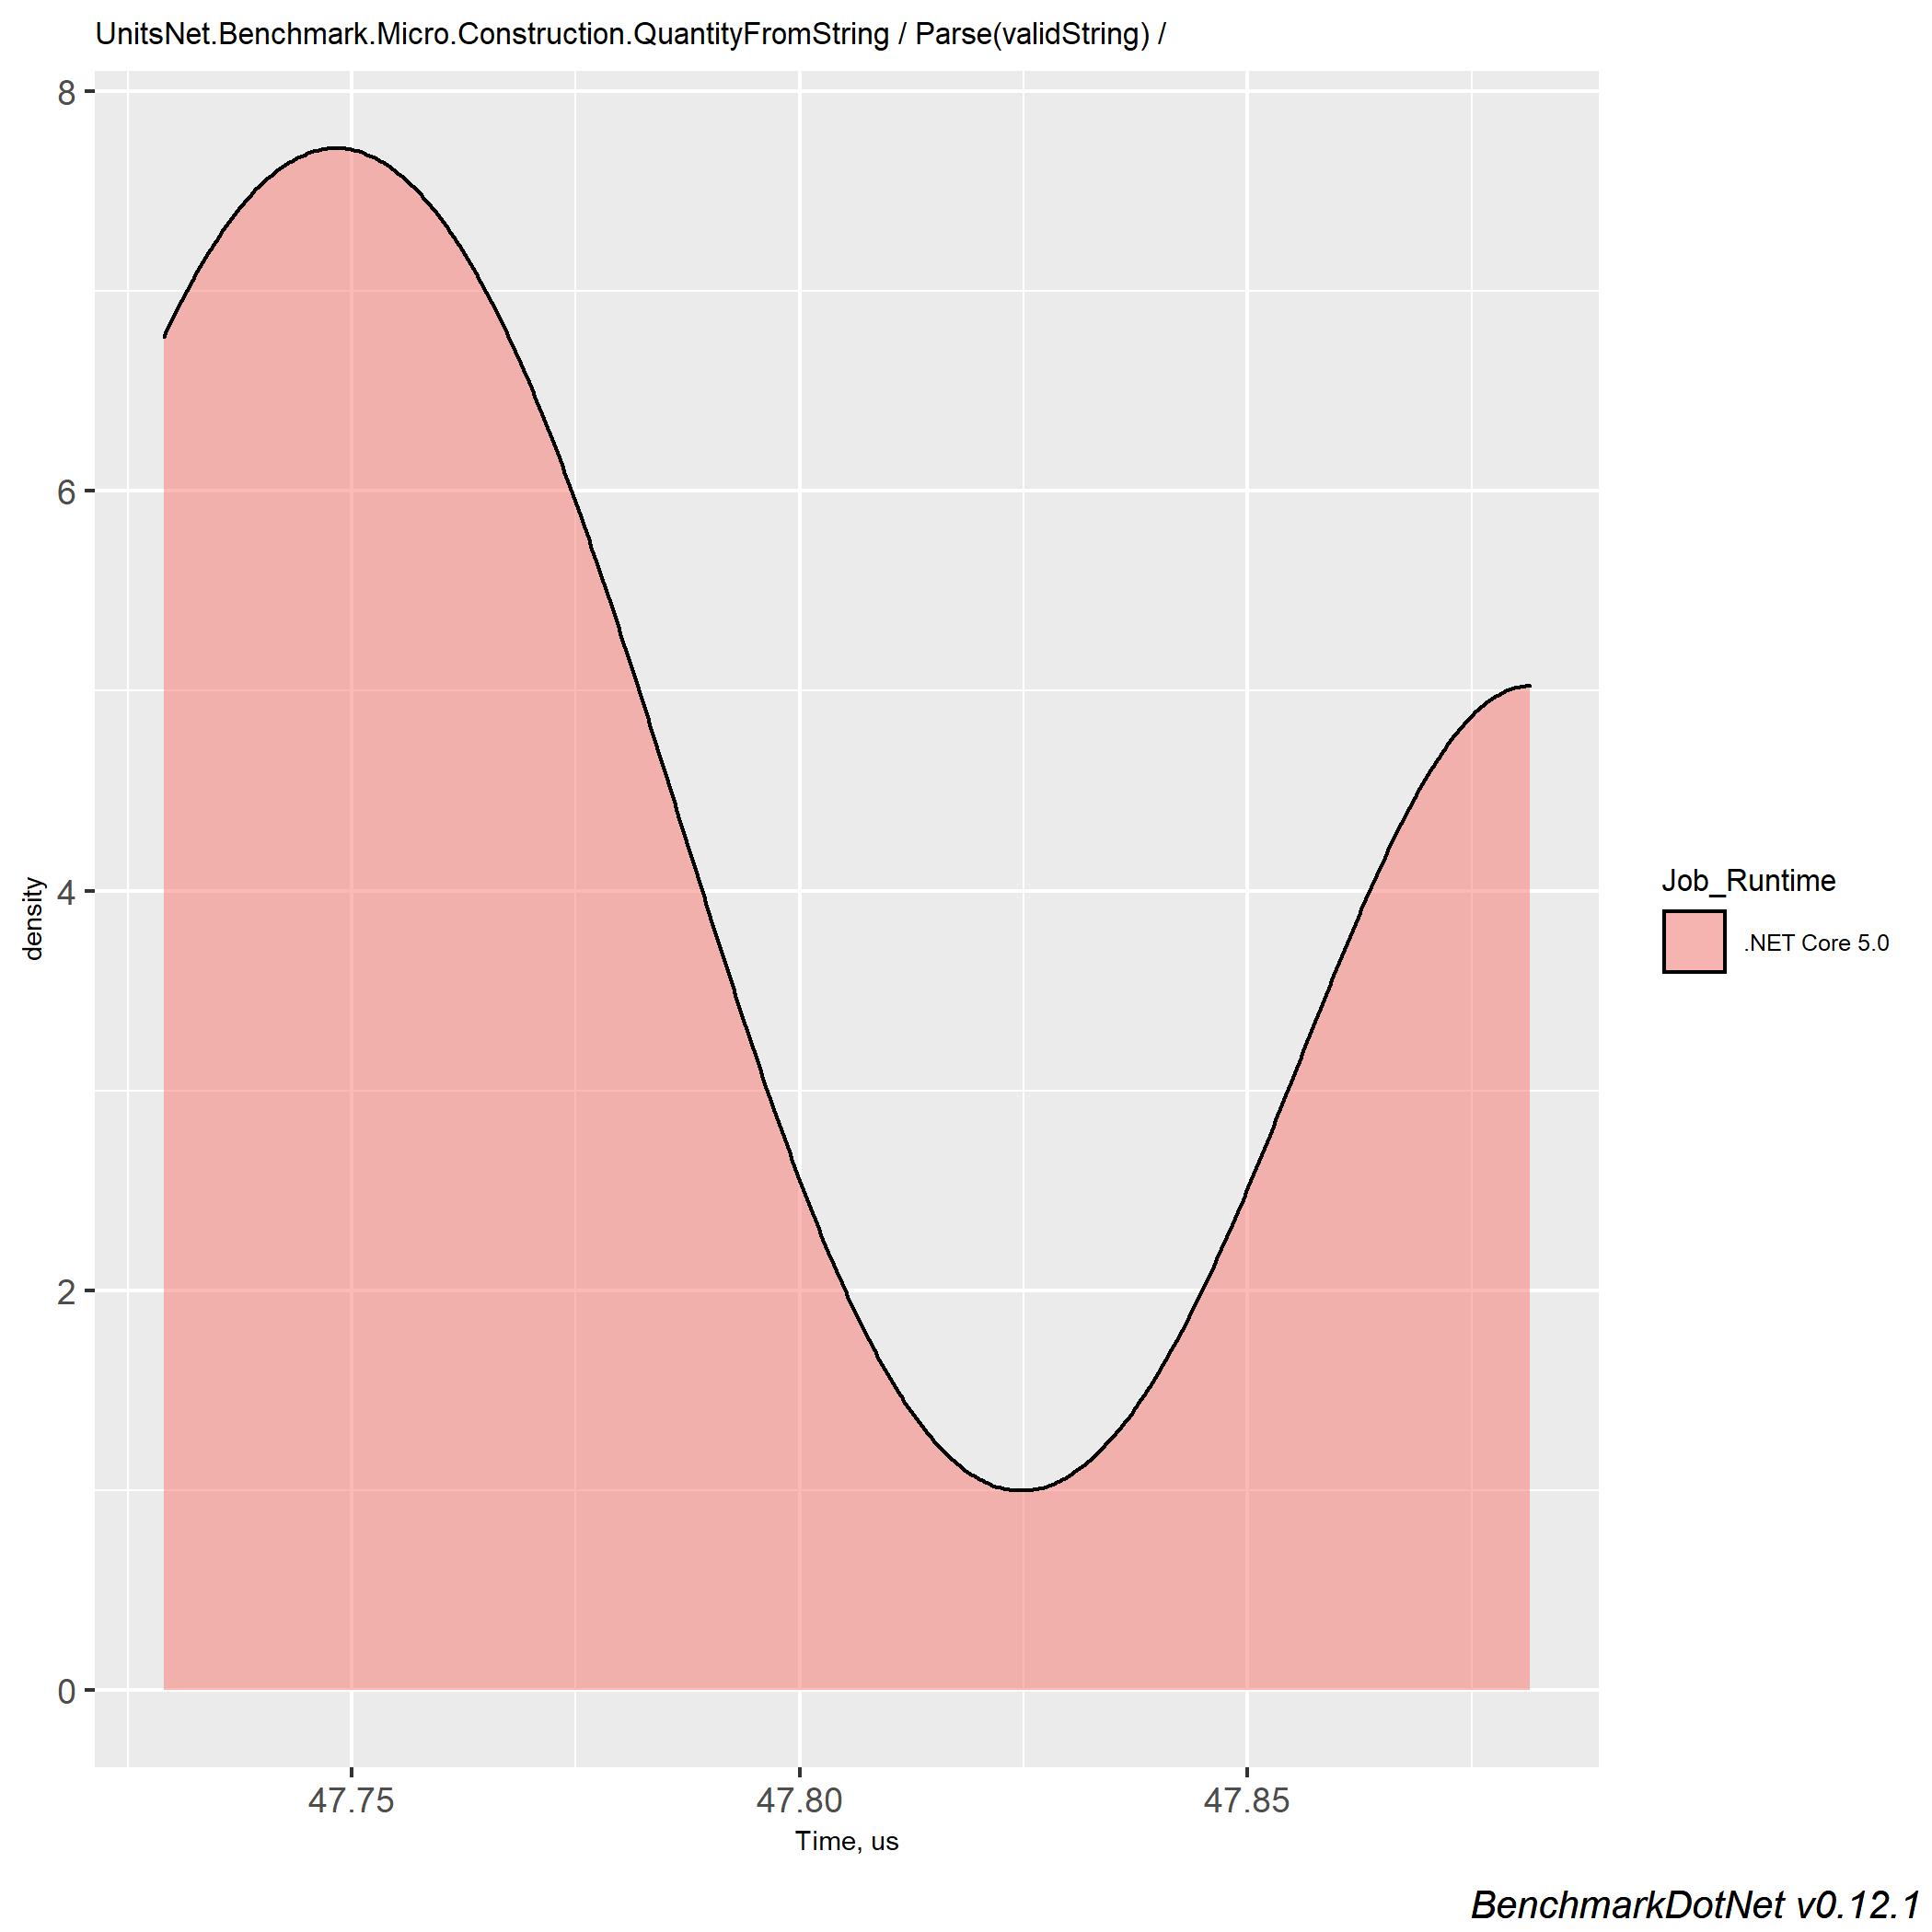 UnitsNet.Benchmark.Micro.Construction.QuantityFromString / Parse(validString) /
8
6
4
2
0
density
47.75 47.80 47.85
Time, us
Job_Runtime
.NET Core 5.0
BenchmarkDotNet v0.12.1